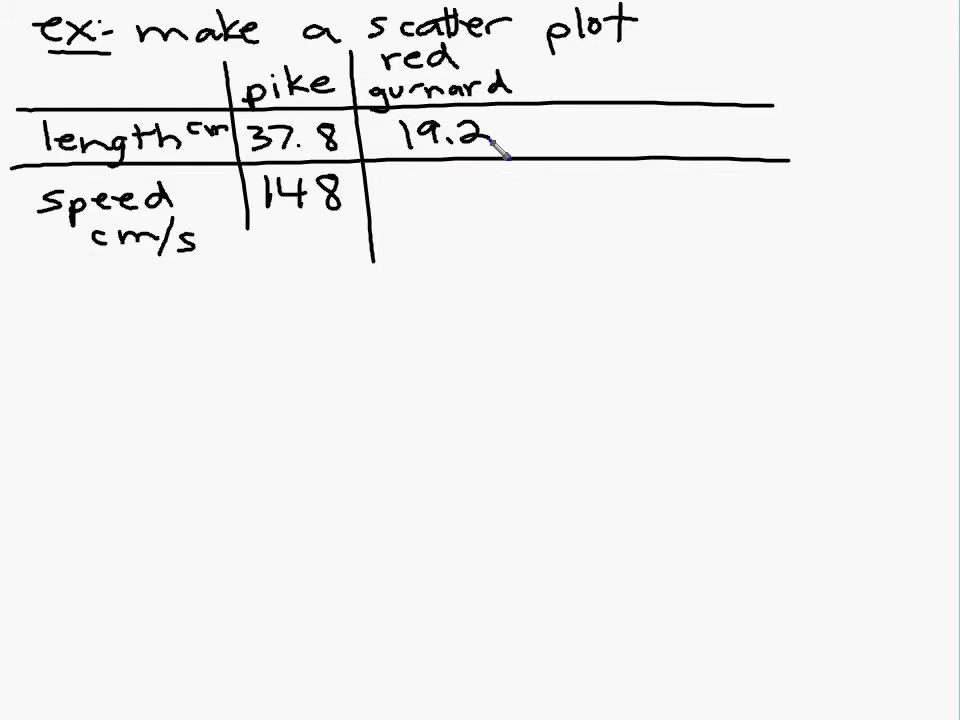 ex:- make a scatter plot
pike red gurnard
length cm 37.8 19.2
speed cm/s 148